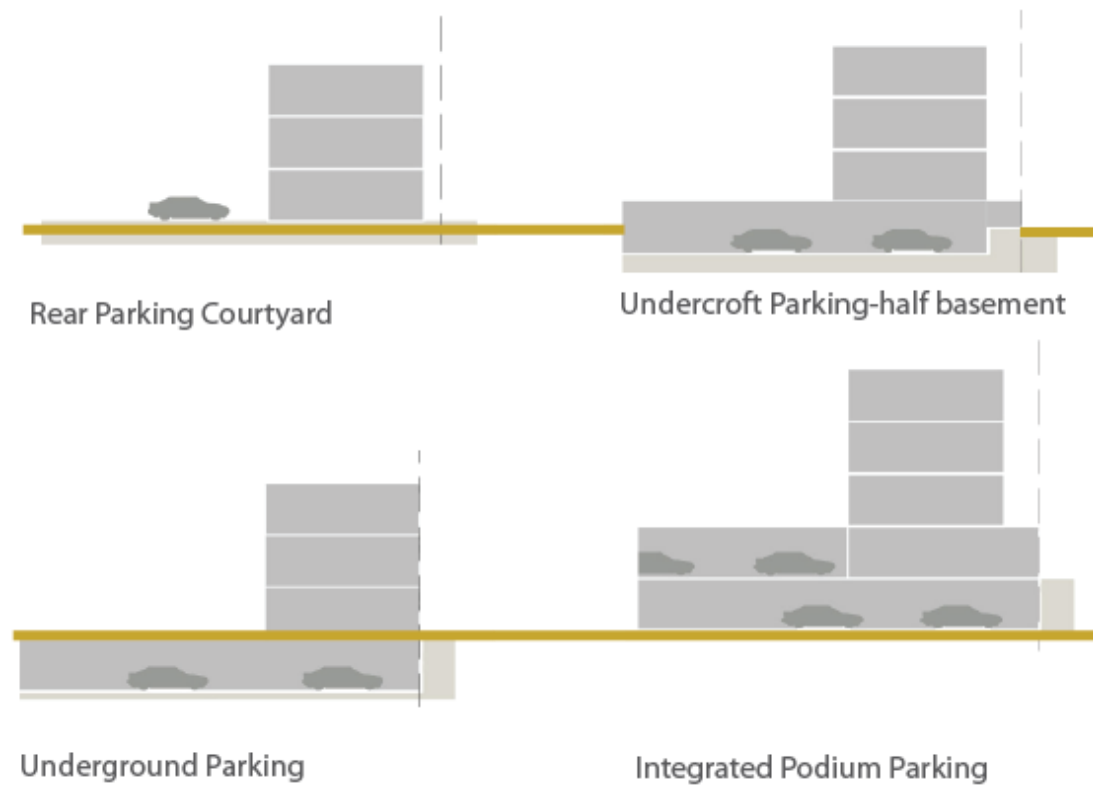 Rear Parking Courtyard
Undercroft Parking-half basement
Underground Parking
Integrated Podium Parking